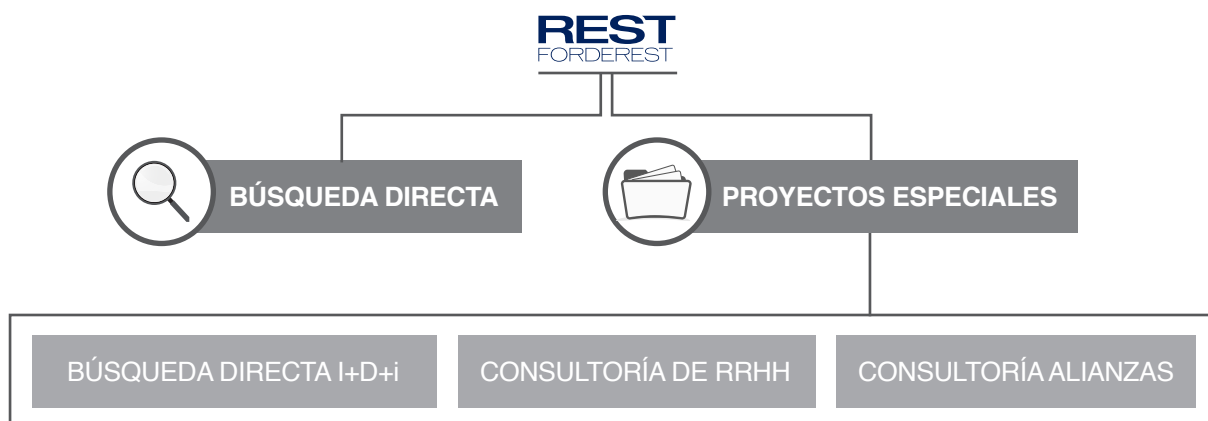 REST
FORDEREST
BÚSQUEDA DIRECTA
PROYECTOS ESPECIALES
BÚSQUEDA DIRECTA I+D+i
CONSULTORÍA DE RRHH
CONSULTORÍA ALIANZAS